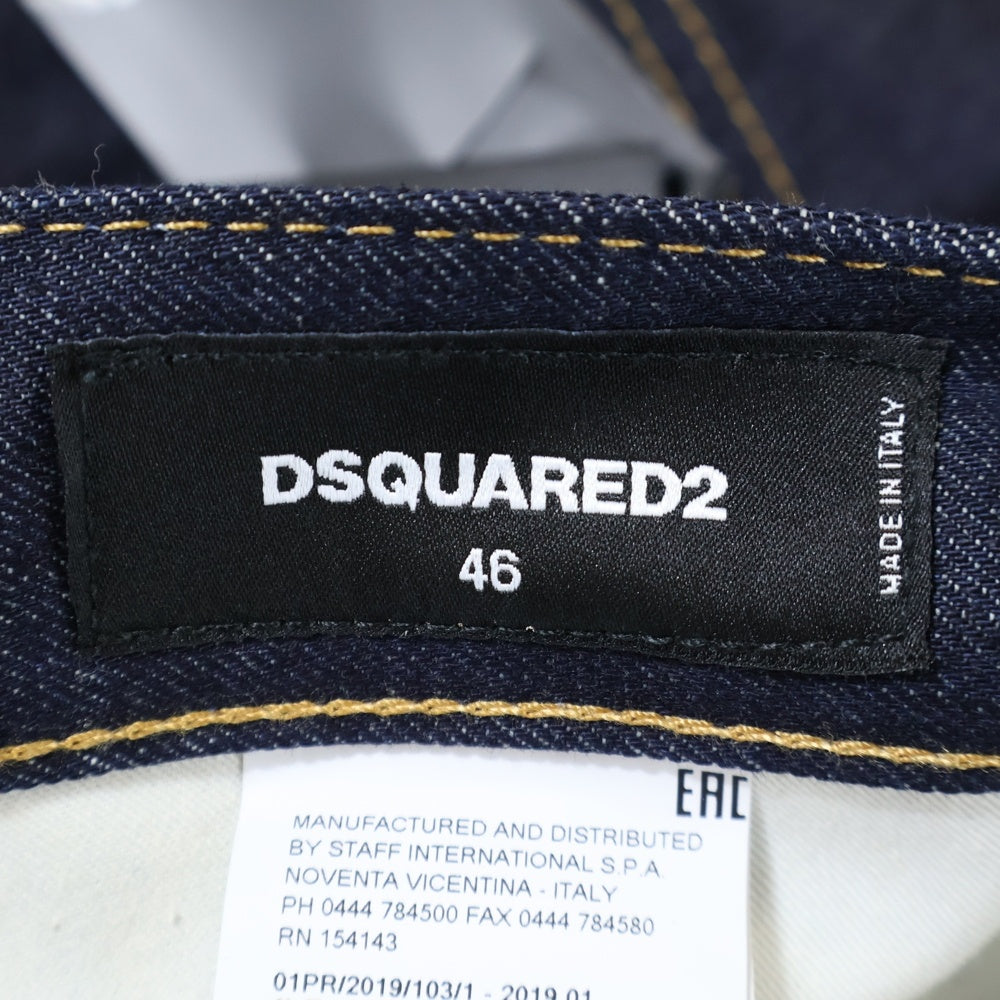 DSQUARED2
46
MADE IN ITALY
EAC
MANUFACTURED AND DISTRIBUTED
BY STAFF INTERNATIONAL S.P.A.
NOVENTA VICENTINA - ITALY
PH 0444 784500 FAX 0444 784580
RN 154143
01PR/2019/103/1 - 2019.01